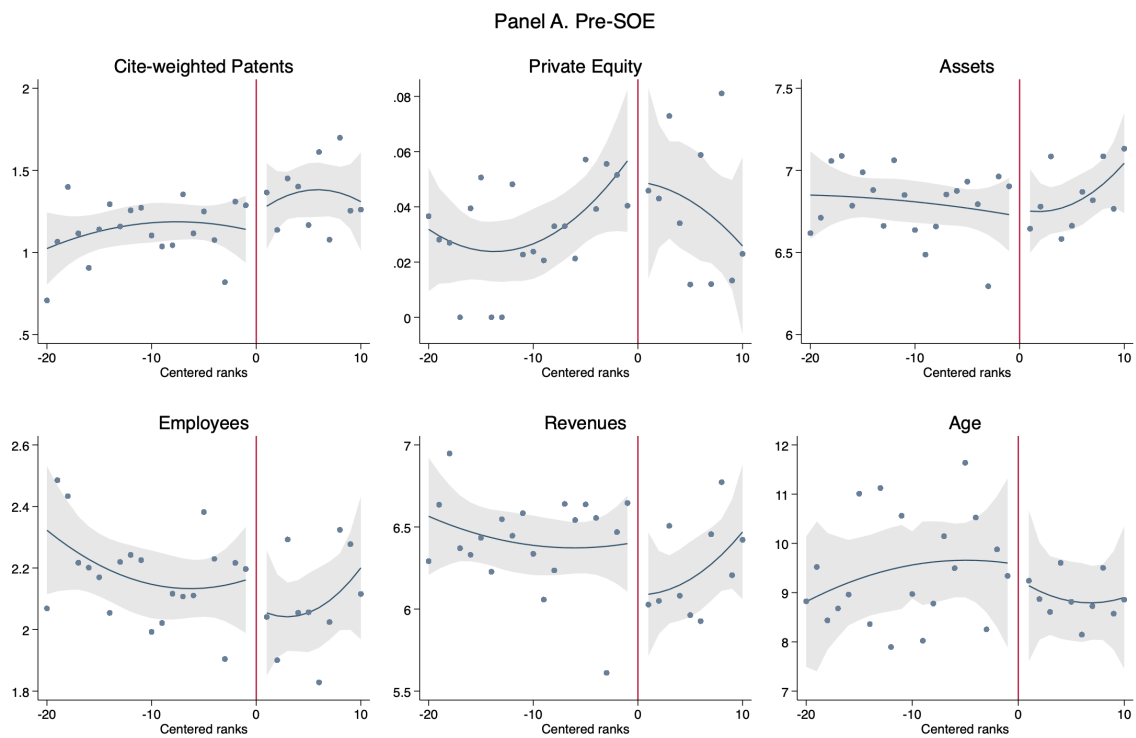 Panel A. Pre-SOE
Cite-weighted Patents
2
1.5
1
.5
-20 -10 0 10
Centered ranks
Private Equity
.08
.06
.04
.02
0
-20 -10 0 10
Centered ranks
Assets
7.5
7
6.5
6
-20 -10 0 10
Centered ranks
Employees
2.6
2.4
2.2
2
1.8
-20 -10 0 10
Centered ranks
Revenues
7
6.5
6
5.5
-20 -10 0 10
Centered ranks
Age
12
11
10
9
8
7
-20 -10 0 10
Centered ranks